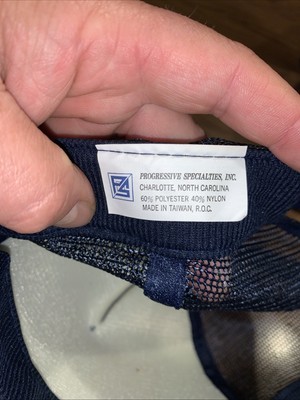 PROGRESSIVE SPECIALTIES, INC.
CHARLOTTE, NORTH CAROLINA
60% POLYESTER 40% NYLON
MADE IN TAIWAN, R.O.C.